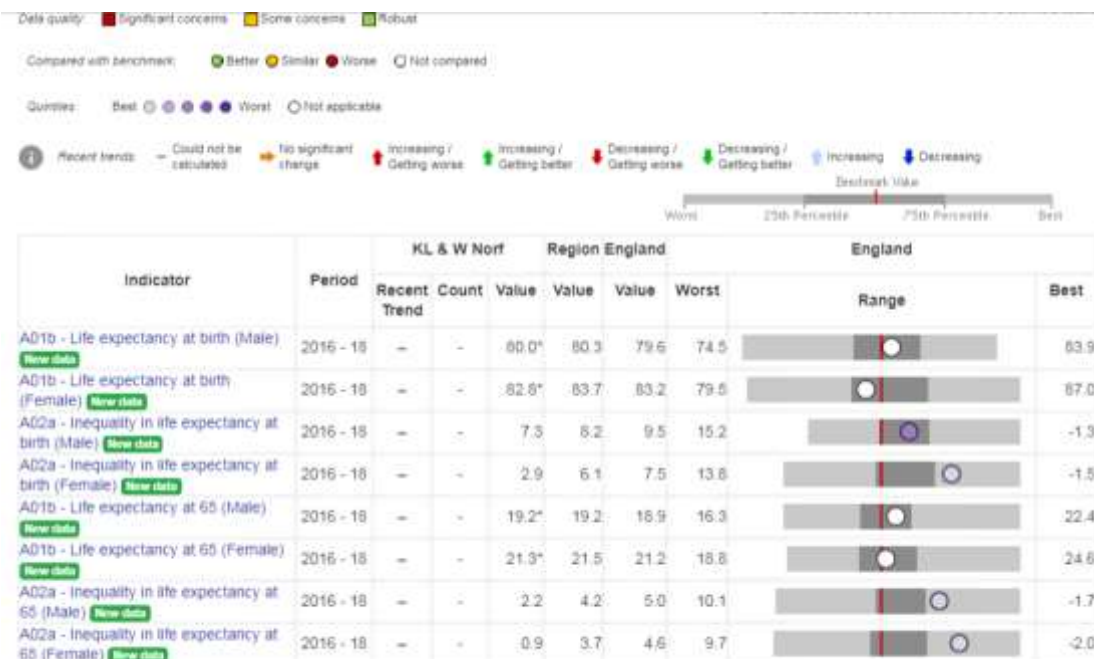 Data quality: Significant concerns Some concerns Robust
Compared with benchmark: Better Similar Worse Not compared
Quintiles: Best Worst Not applicable
Recent trends: – Could not be calculated No significant change Increasing / Getting worse Increasing / Getting better Decreasing / Getting worse Decreasing / Getting better Increasing Decreasing
Benchmark Value
Worst 25th Percentile 75th Percentile Best
Indicator Period KL & W Norf Region England England
Recent Trend Count Value Value Value Worst Range Best
A01b - Life expectancy at birth (Male) New data 2016 - 18 – - 80.0* 80.3 79.6 74.5 83.9
A01b - Life expectancy at birth (Female) New data 2016 - 18 – - 82.8* 83.7 83.2 79.5 87.0
A02a - Inequality in life expectancy at birth (Male) New data 2016 - 18 – - 7.3 8.2 9.5 15.2 -1.3
A02a - Inequality in life expectancy at birth (Female) New data 2016 - 18 – - 2.9 6.1 7.5 13.8 -1.5
A01b - Life expectancy at 65 (Male) New data 2016 - 18 – - 19.2* 19.2 18.9 16.3 22.4
A01b - Life expectancy at 65 (Female) New data 2016 - 18 – - 21.3* 21.5 21.2 18.8 24.6
A02a - Inequality in life expectancy at 65 (Male) New data 2016 - 18 – - 2.2 4.2 5.0 10.1 -1.7
A02a - Inequality in life expectancy at 65 (Female) New data 2016 - 18 – - 0.9 3.7 4.6 9.7 -2.0